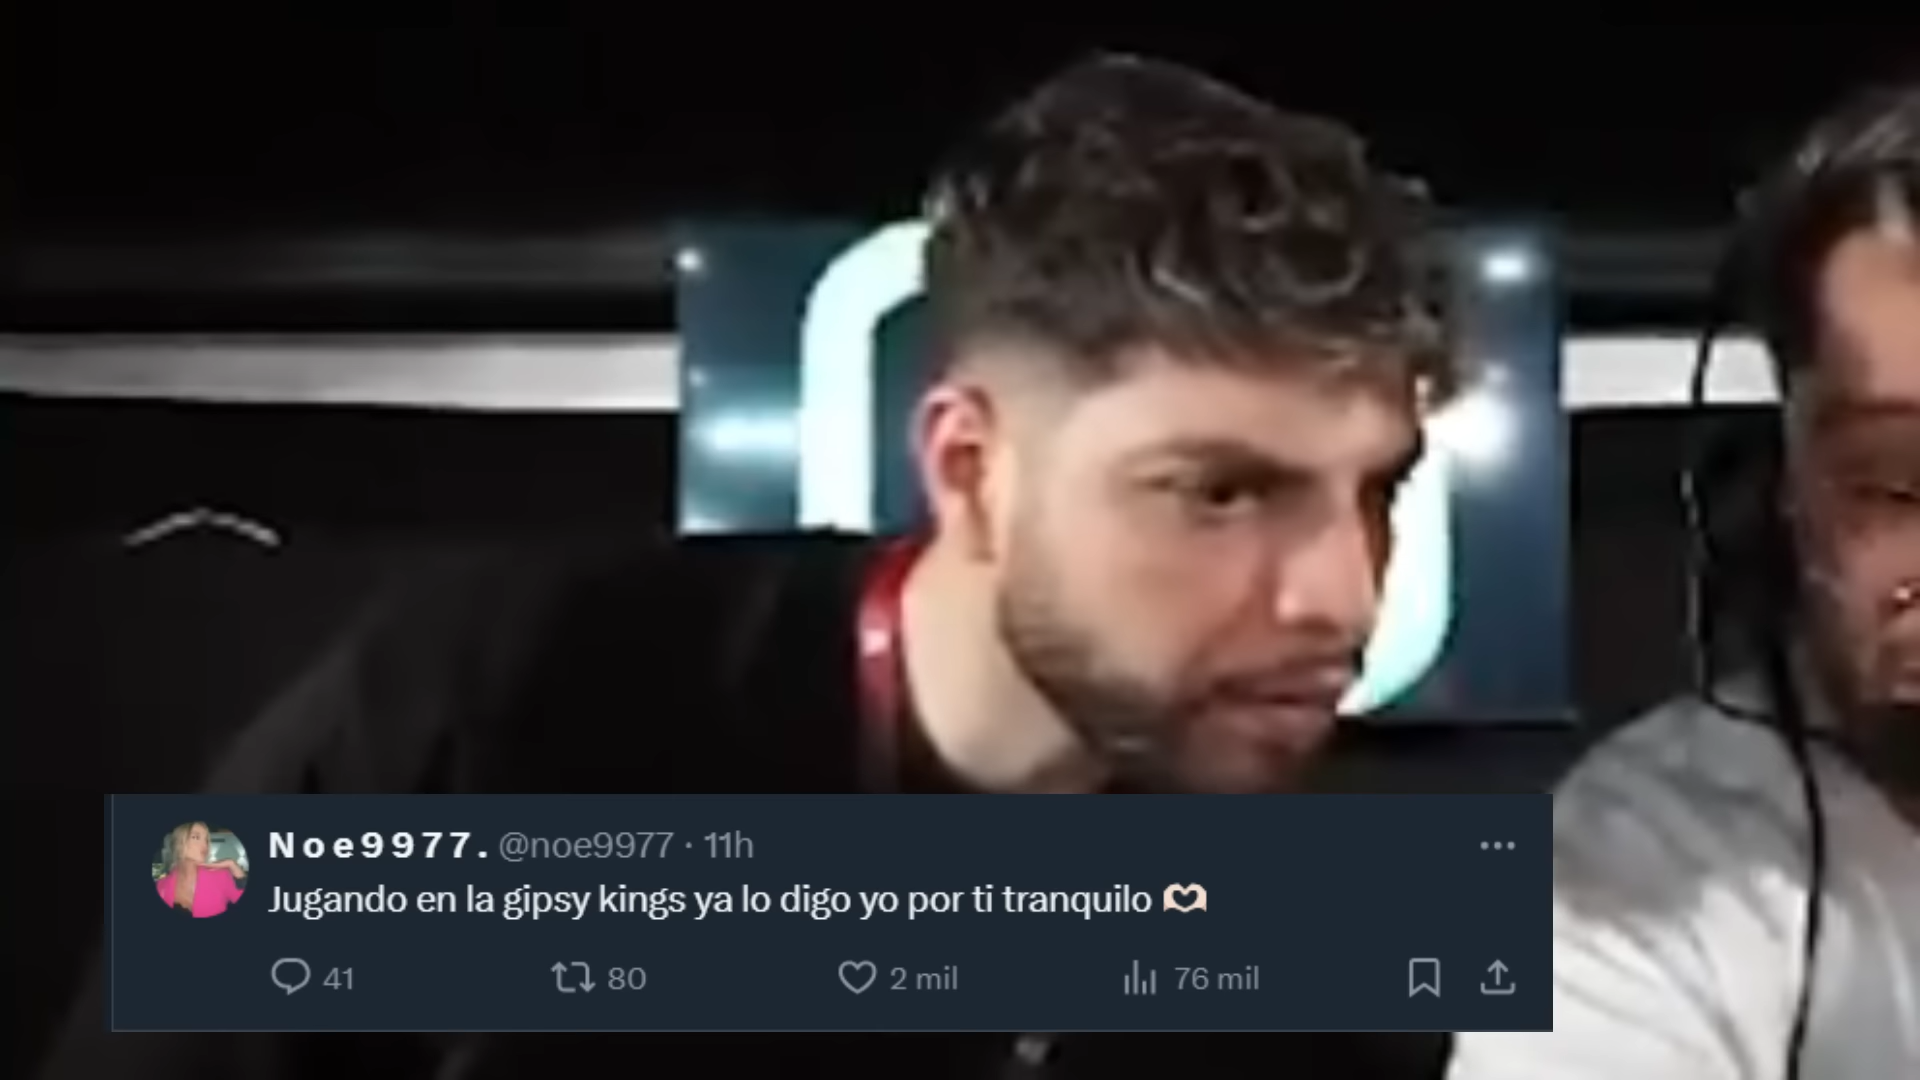 Noe9977. @noe9977 · 11h
Jugando en la gipsy kings ya lo digo yo por ti tranquilo 🫶🏻
41 80 2 mil 76 mil